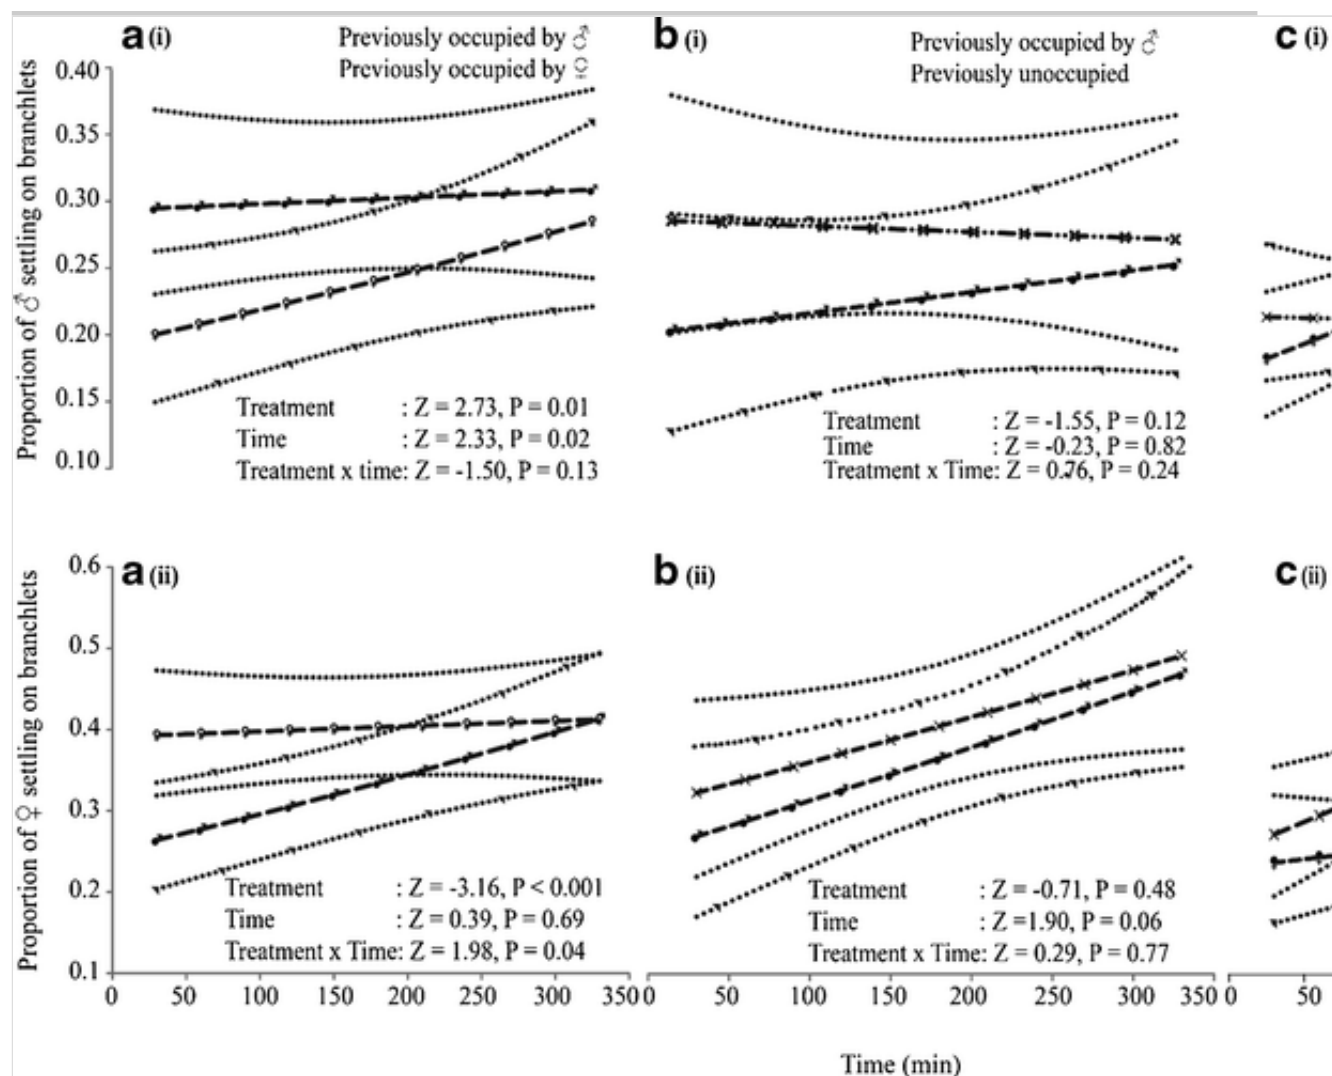 a (i)
Previously occupied by ♂
Previously occupied by ♀
b (i)
Previously occupied by ♂
Previously unoccupied
c (i)
Proportion of ♂ settling on branchlets
0.40
0.35
0.30
0.25
0.20
0.15
0.10
Treatment : Z = 2.73, P = 0.01
Time : Z = 2.33, P = 0.02
Treatment x time: Z = -1.50, P = 0.13
Treatment : Z = -1.55, P = 0.12
Time : Z = -0.23, P = 0.82
Treatment x Time: Z = 0.76, P = 0.24
a (ii)
b (ii)
c (ii)
Proportion of ♀ settling on branchlets
0.6
0.5
0.4
0.3
0.2
0.1
Treatment : Z = -3.16, P < 0.001
Time : Z = 0.39, P = 0.69
Treatment x Time: Z = 1.98, P = 0.04
Treatment : Z = -0.71, P = 0.48
Time : Z =1.90, P = 0.06
Treatment x Time: Z = 0.29, P = 0.77
0 50 100 150 200 250 300 350
0 50 100 150 200 250 300 350
0 50
Time (min)